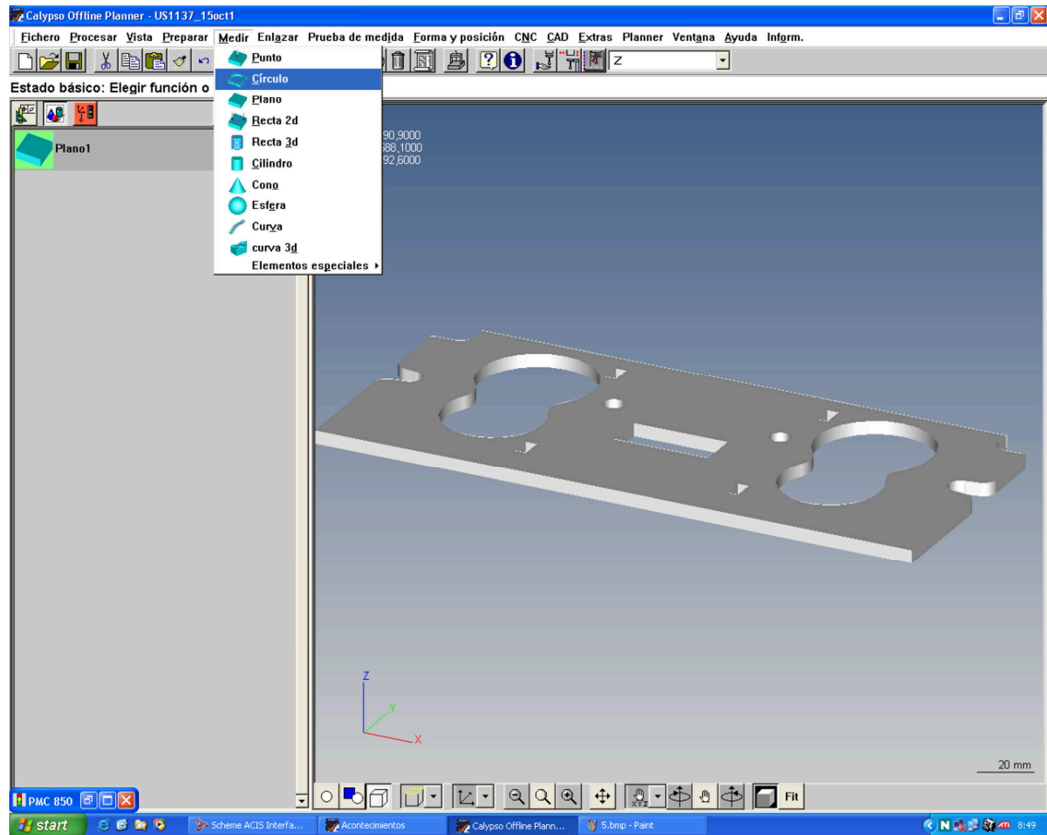 Calypso Offline Planner - US1137_15oct1
Fichero Procesar Vista Preparar Medir Enlazar Prueba de medida Forma y posición CNC CAD Extras Planner Ventana Ayuda Inform.
Z
Estado básico: Elegir función o
Punto
Círculo
Plano
Recta 2d
Recta 3d
Cilindro
Cono
Esfera
Curva
curva 3d
Elementos especiales
Plano1
90,9000
588,1000
92,6000
Z
Y
X
20 mm
PMC 850
Fit
start
Scheme ACIS Interfa...
Acontecimientos
Calypso Offline Plann...
5.bmp - Paint
8:49